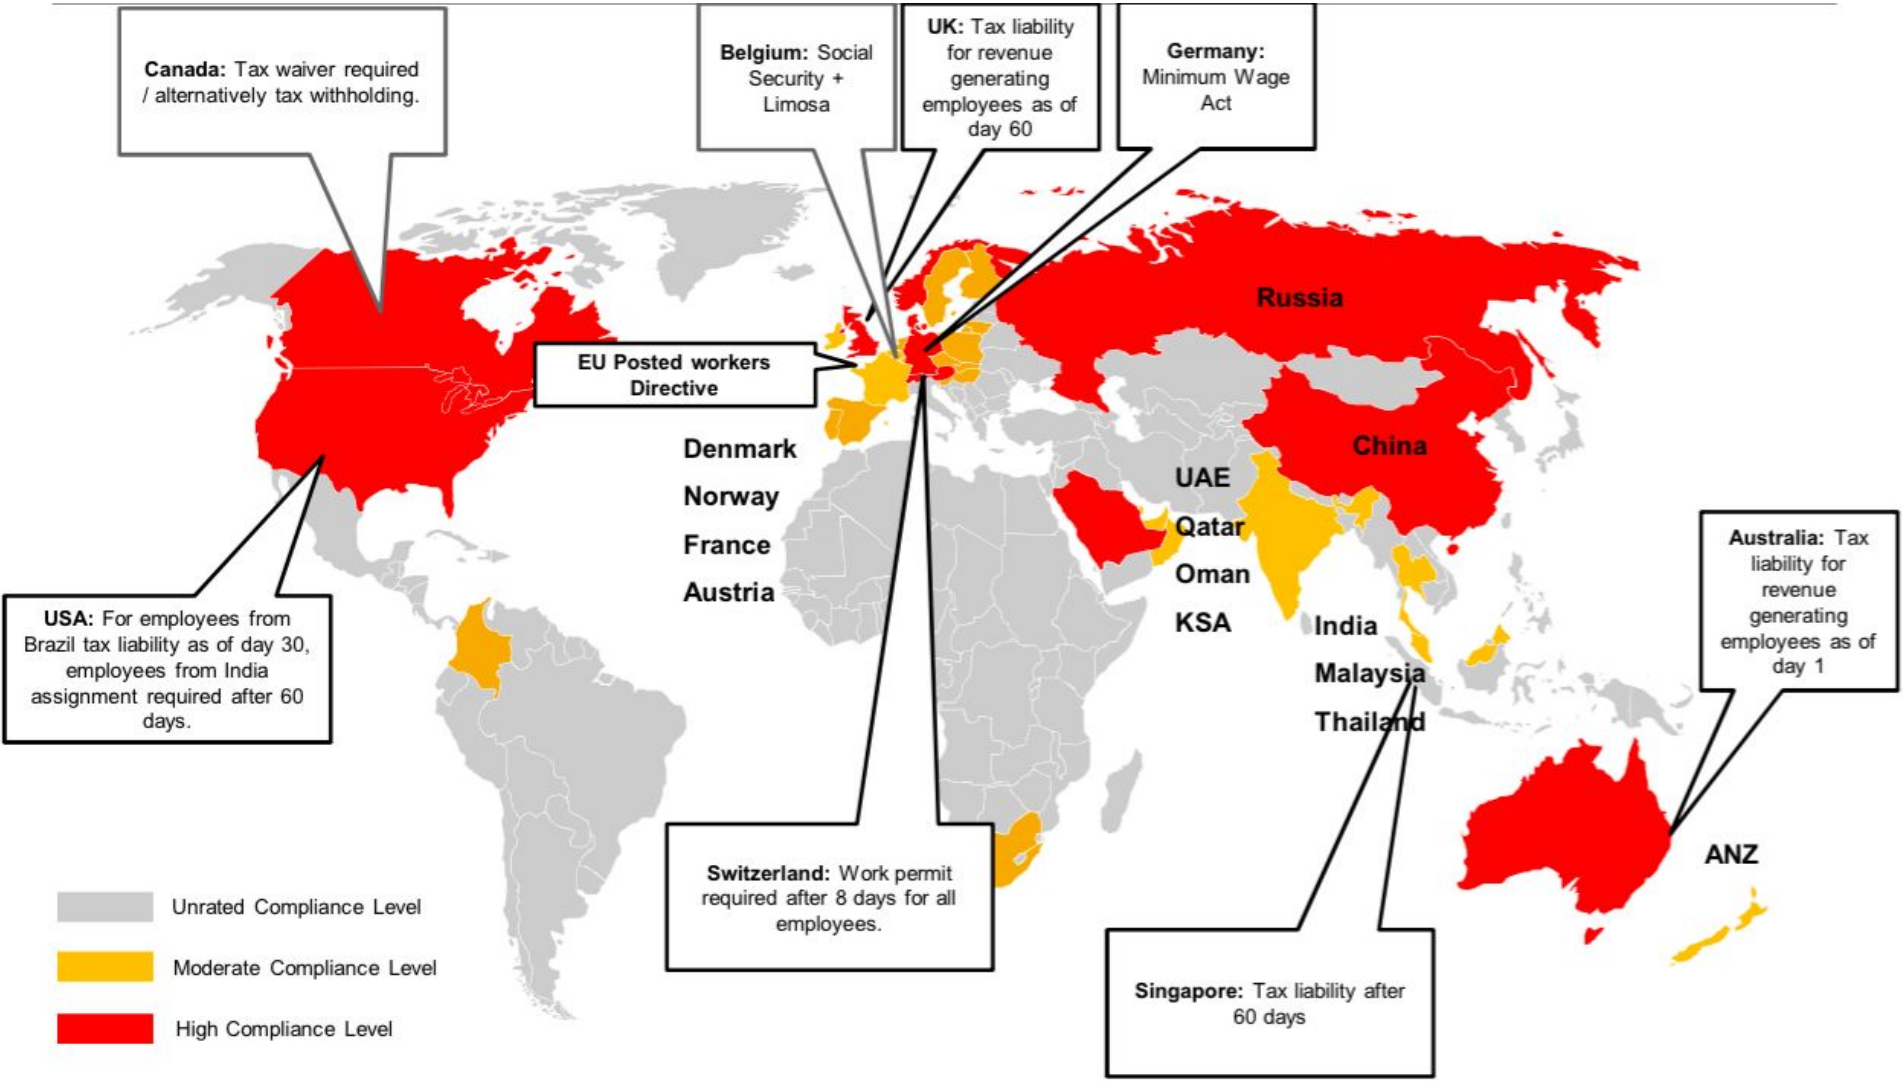 Canada: Tax waiver required
/ alternatively tax withholding.
Belgium: Social
Security +
Limosa
UK: Tax liability
for revenue
generating
employees as of
day 60
Germany:
Minimum Wage
Act
Russia
EU Posted workers
Directive
China
Denmark
Norway
France
Austria
UAE
Qatar
Oman
KSA
India
Malaysia
Thailand
Australia: Tax
liability for
revenue
generating
employees as of
day 1
USA: For employees from
Brazil tax liability as of day 30,
employees from India
assignment required after 60
days.
ANZ
Switzerland: Work permit
required after 8 days for all
employees.
Singapore: Tax liability after
60 days
Unrated Compliance Level
Moderate Compliance Level
High Compliance Level